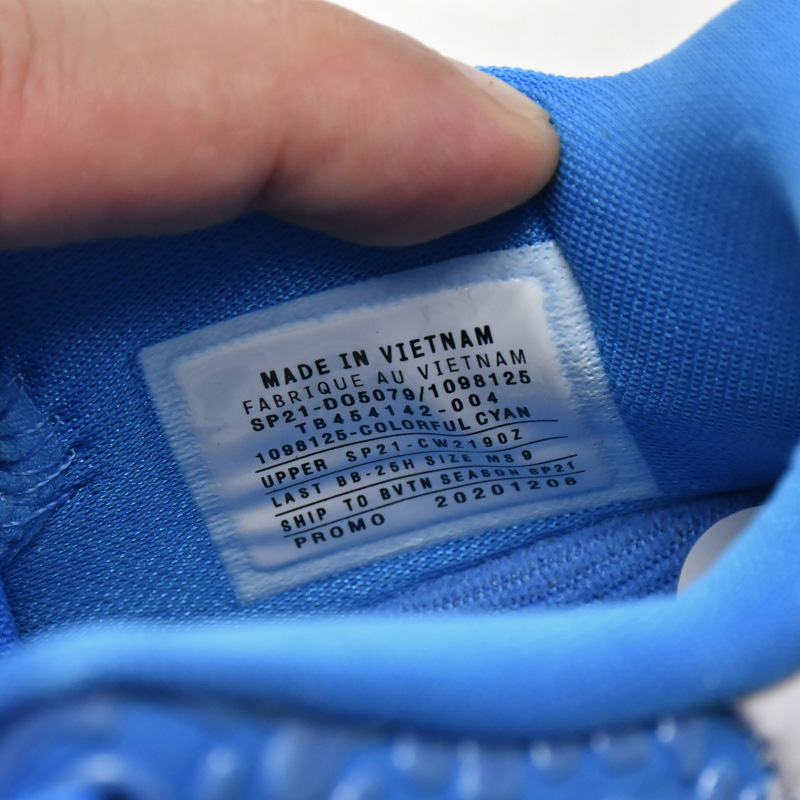 MADE IN VIETNAM
FABRIQUE AU VIETNAM
SP21-DO5079/1098125
TB454142-004
1098125-COLORFUL CYAN
UPPER SP21-CW2190Z
LAST BB-25H SIZE MS 9
SHIP TO BVTN SEASON SP21
PROMO 20201208